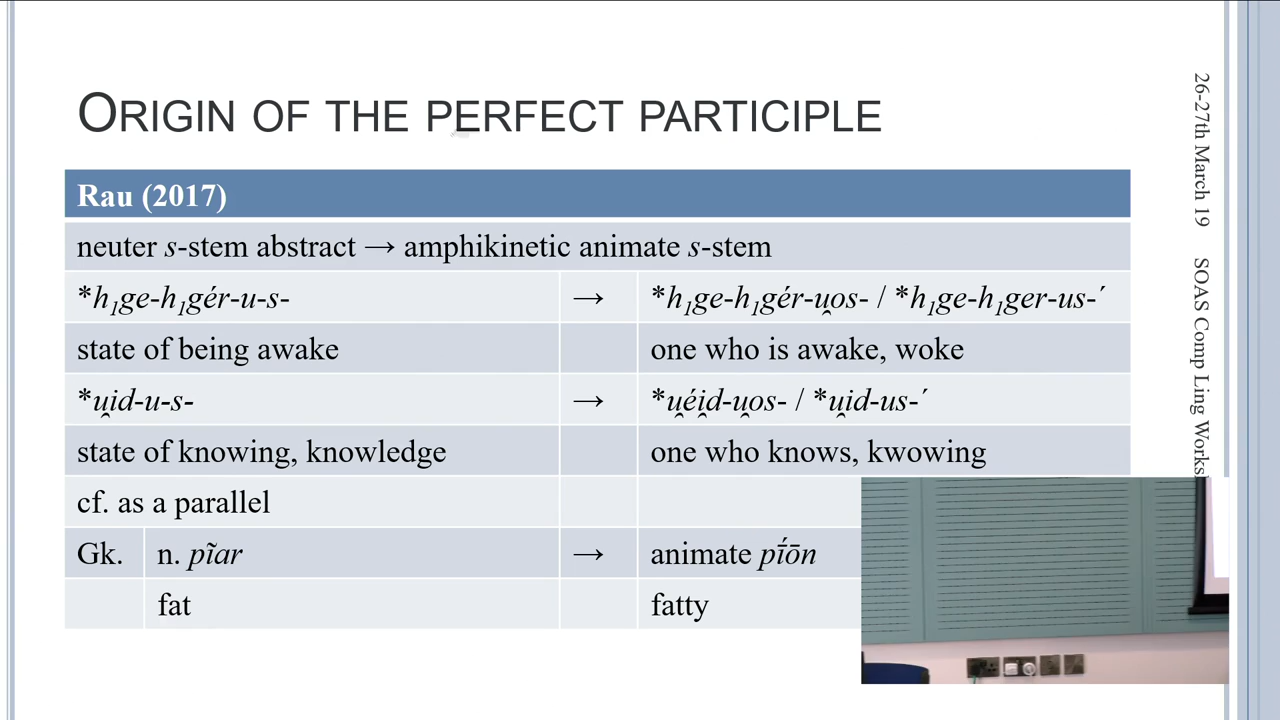 ORIGIN OF THE PERFECT PARTICIPLE
Rau (2017)
neuter s-stem abstract → amphikinetic animate s-stem
*h₁ge-h₁gér-u-s- → *h₁ge-h₁gér-u̯os- / *h₁ge-h₁ger-us-´
state of being awake one who is awake, woke
*u̯id-u-s- → *u̯éi̯d-u̯os- / *u̯id-us-´
state of knowing, knowledge one who knows, kwowing
cf. as a parallel
Gk. n. pĩar → animate pī́ōn
fat fatty
26-27th March 19 SOAS Comp Ling